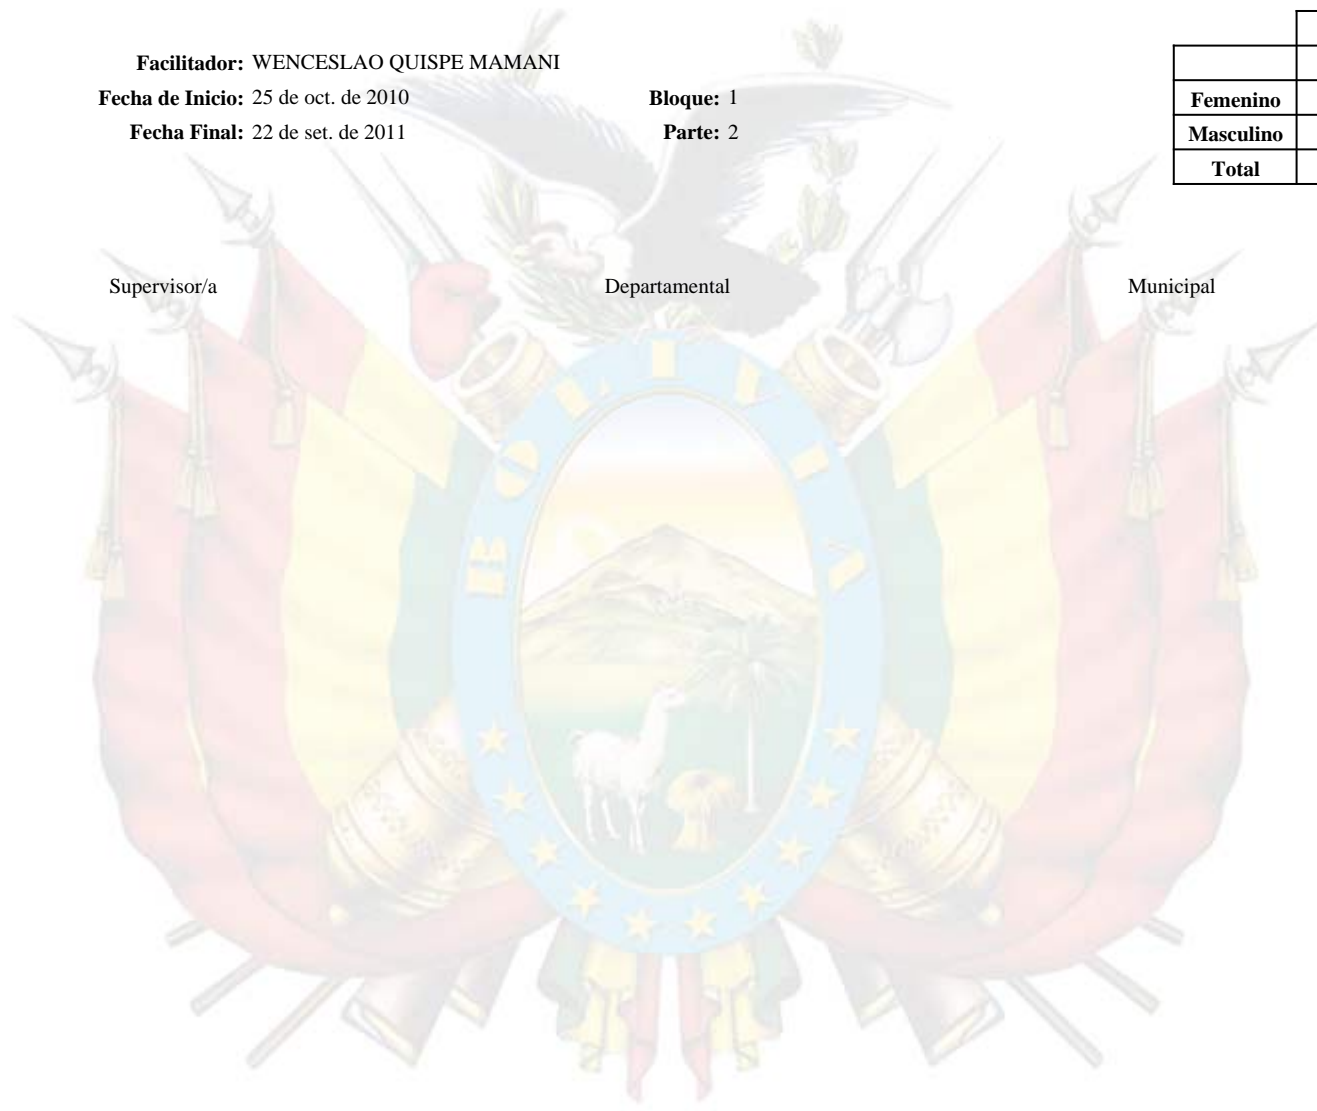 Facilitador: WENCESLAO QUISPE MAMANI
Fecha de Inicio: 25 de oct. de 2010 Bloque: 1
Fecha Final: 22 de set. de 2011 Parte: 2
Femenino
Masculino
Total
Supervisor/a Departamental Municipal
BOLIVIA